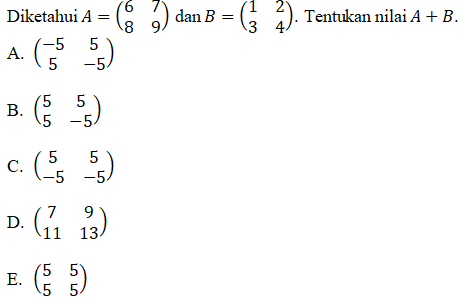 Diketahui A = (6 7
8 9) dan B = (1 2
3 4). Tentukan nilai A + B.
A. (−5 5
5 −5)
B. (5 5
5 −5)
C. (5 5
−5 −5)
D. (7 9
11 13)
E. (5 5
5 5)